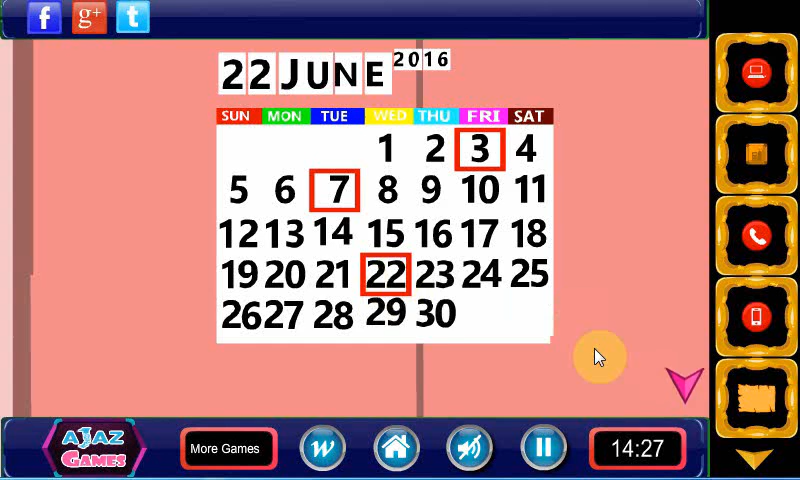 f g+ t
22 JUNE 2016
SUN MON TUE WED THU FRI SAT
1 2 3 4
5 6 7 8 9 10 11
12 13 14 15 16 17 18
19 20 21 22 23 24 25
26 27 28 29 30
AJAZ
GAMES
More Games
w
14:27